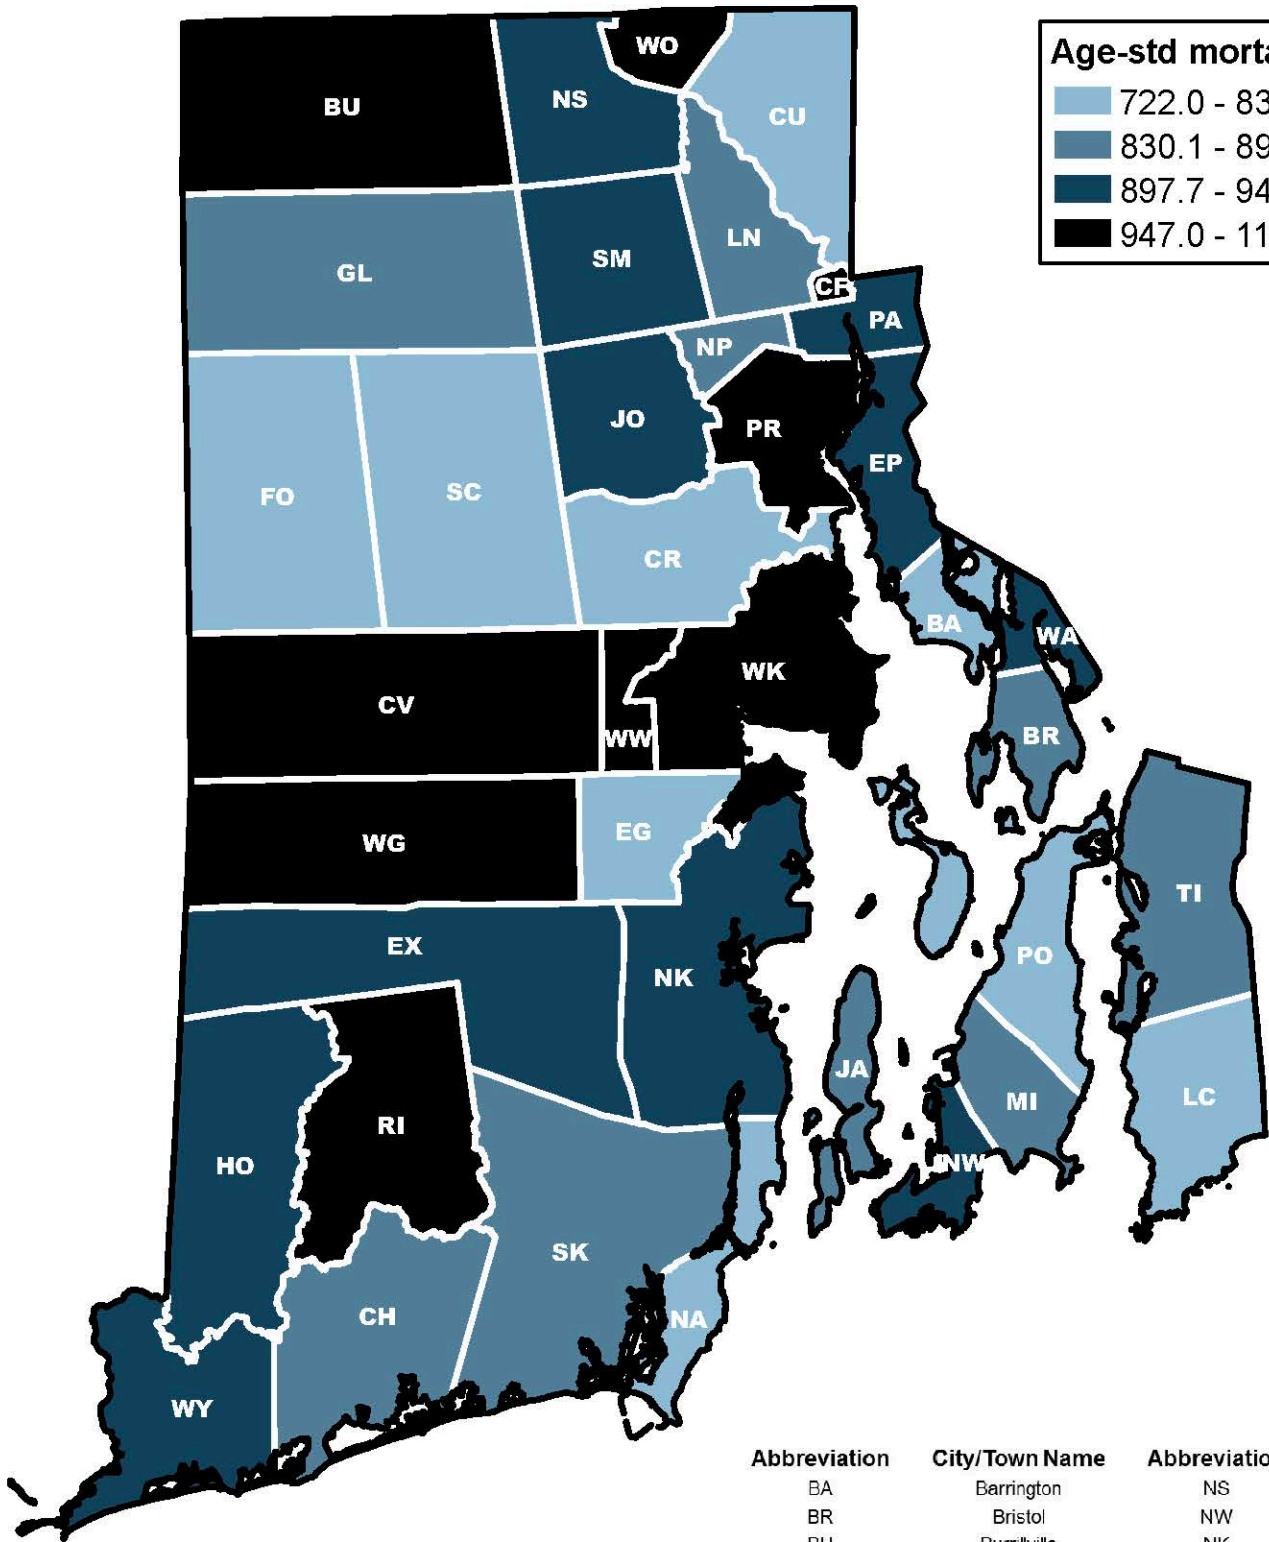 WO
BU
NS
CU
Age-std morta
722.0 - 83
830.1 - 89
897.7 - 94
947.0 - 11
LN
SM
GL
CF
PA
NP
JO
PR
EP
FO
SC
CR
BA
WA
WK
CV
WW
BR
EG
WG
TI
EX
PO
NK
JA
MI
LC
RI
HO
NW
SK
CH
NA
WY
Abbreviation City/Town Name Abbreviatio
BA Barrington NS
BR Bristol NW